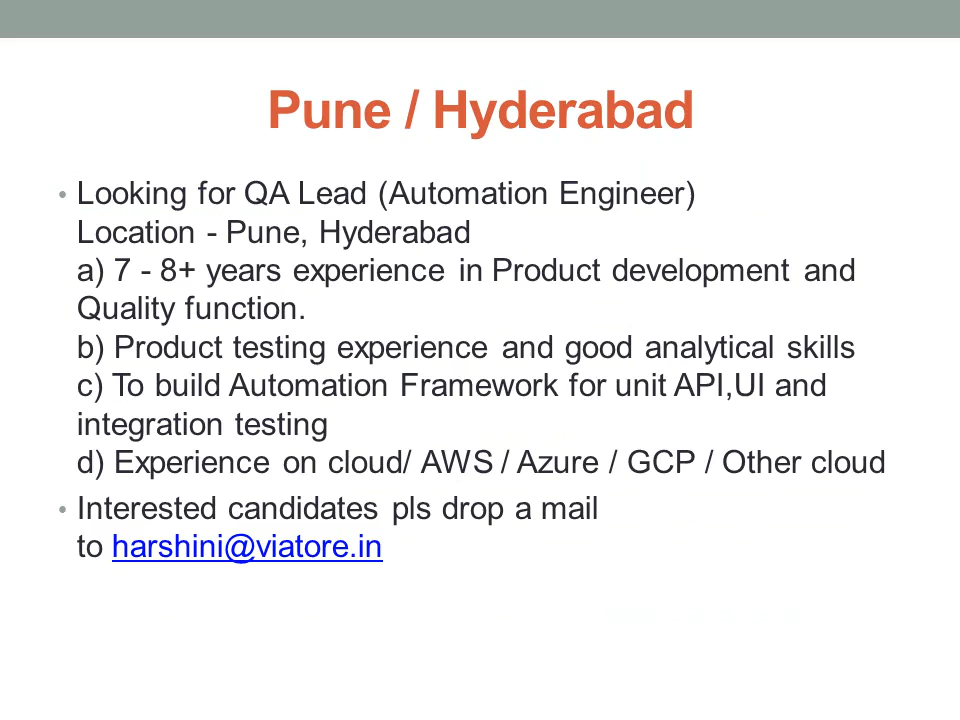 Pune / Hyderabad
• Looking for QA Lead (Automation Engineer)
Location - Pune, Hyderabad
a) 7 - 8+ years experience in Product development and
Quality function.
b) Product testing experience and good analytical skills
c) To build Automation Framework for unit API,UI and
integration testing
d) Experience on cloud/ AWS / Azure / GCP / Other cloud
• Interested candidates pls drop a mail
to harshini@viatore.in